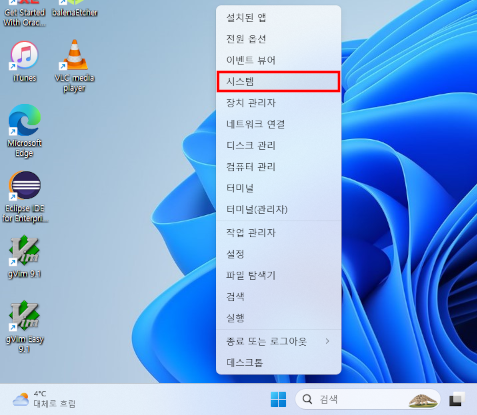 Get Started
With Orac...
balenaEtcher
iTunes
VLC media
player
Microsoft
Edge
Eclipse IDE
for Enterpri...
gVim 9.1
gVim Easy
9.1
설치된 앱
전원 옵션
이벤트 뷰어
시스템
장치 관리자
네트워크 연결
디스크 관리
컴퓨터 관리
터미널
터미널(관리자)
작업 관리자
설정
파일 탐색기
검색
실행
종료 또는 로그아웃
데스크톱
4°C
대체로 흐림
검색